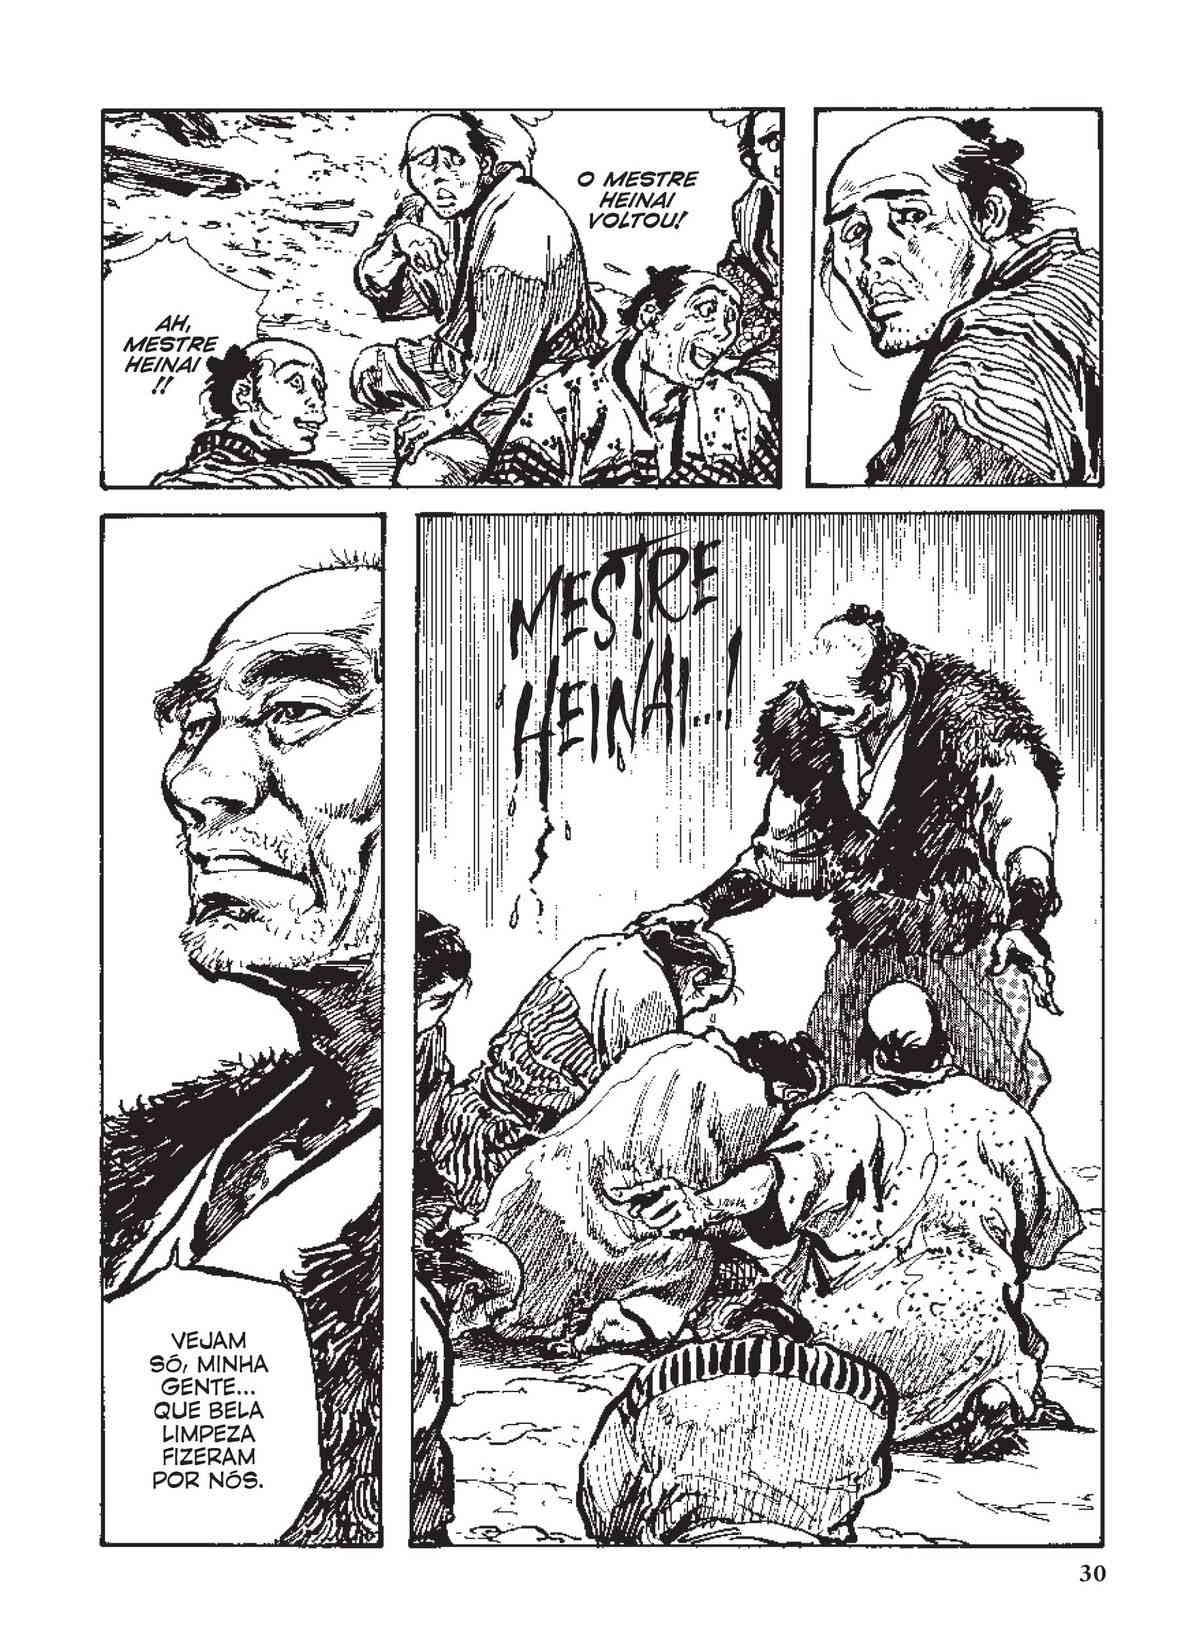 O MESTRE
HEINAI
VOLTOU!
AH,
MESTRE
HEINAI
!!
MESTRE
HEINAI...!
VEJAM
SÓ, MINHA
GENTE...
QUE BELA
LIMPEZA
FIZERAM
POR NÓS.
30